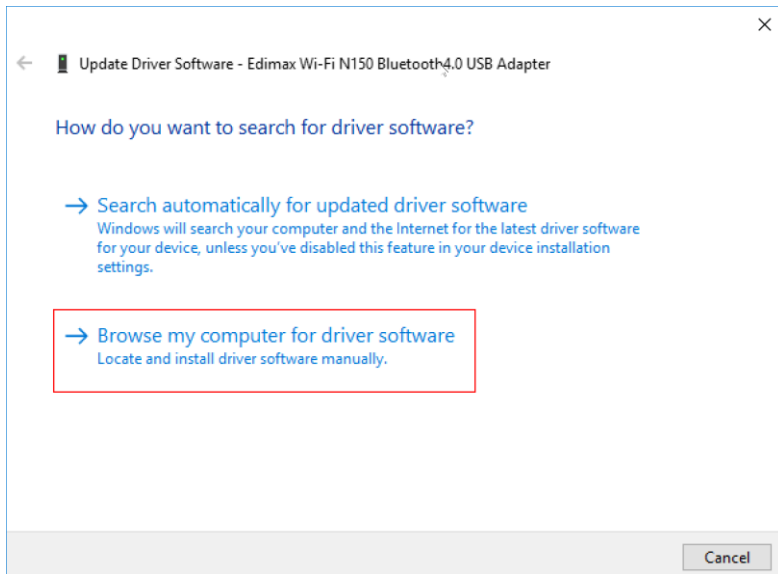 Update Driver Software - Edimax Wi-Fi N150 Bluetooth4.0 USB Adapter
How do you want to search for driver software?
Search automatically for updated driver software
Windows will search your computer and the Internet for the latest driver software
for your device, unless you've disabled this feature in your device installation
settings.
Browse my computer for driver software
Locate and install driver software manually.
Cancel